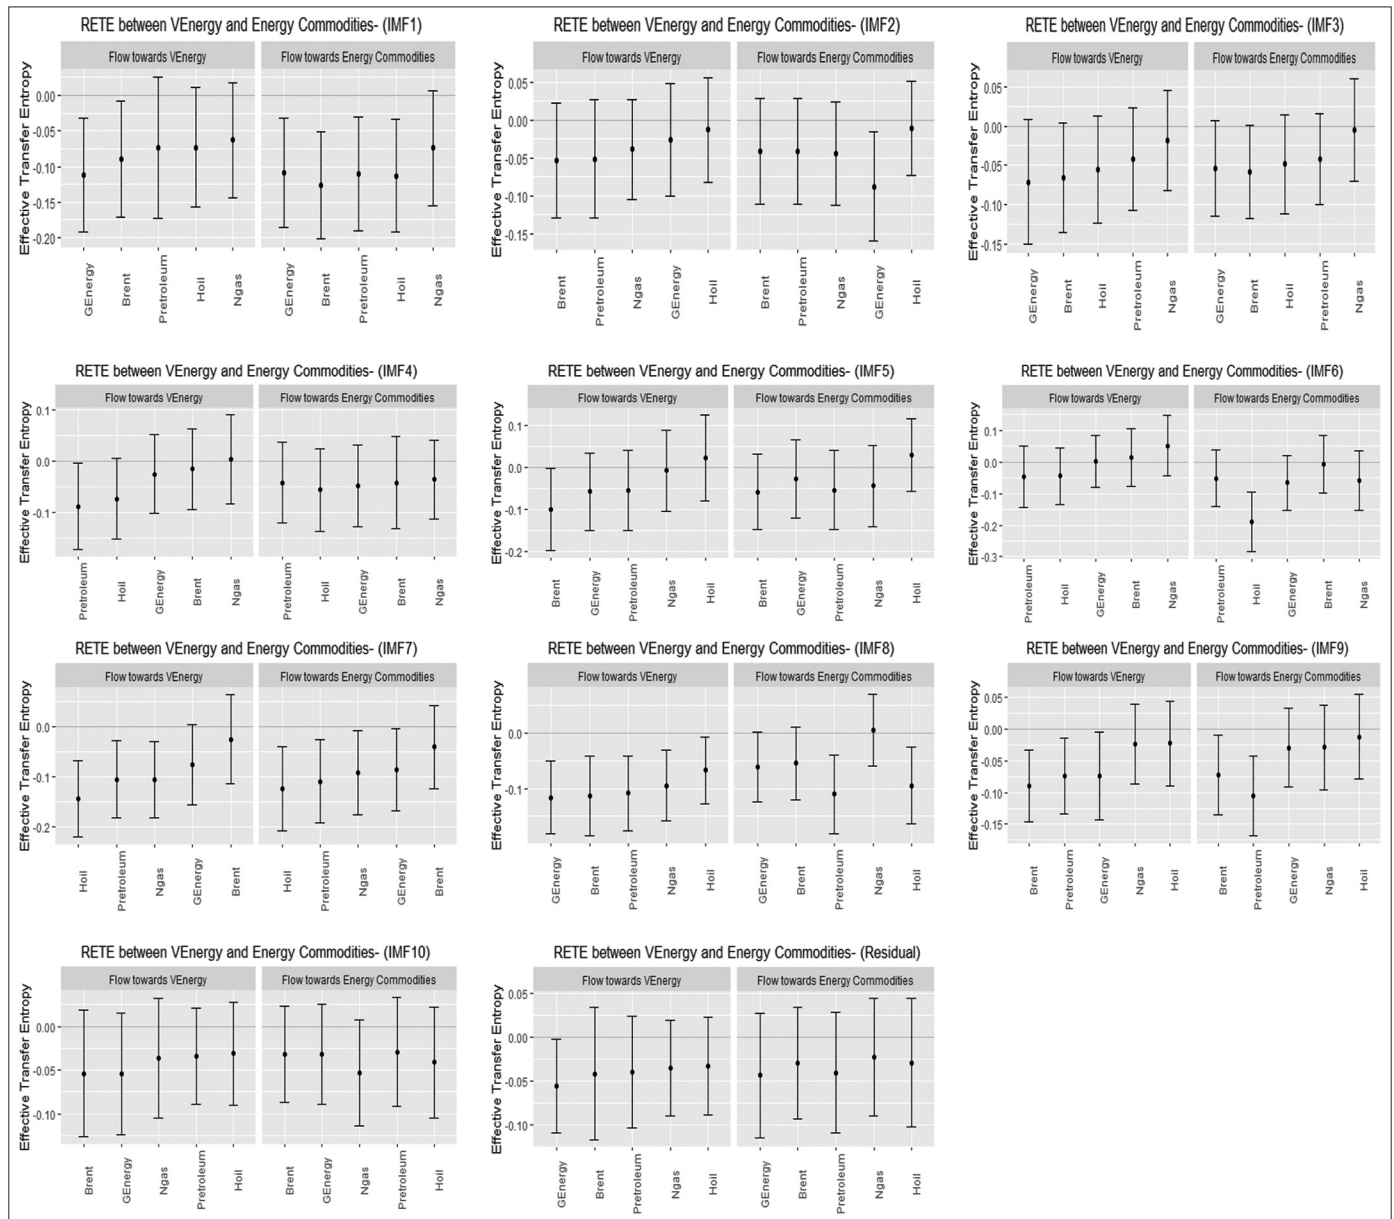 RETE between VEnergy and Energy Commodities- (IMF1)
Effective Transfer Entropy
Flow towards VEnergy
Flow towards Energy Commodities
0.00
-0.05
-0.10
-0.15
-0.20
GEnergy
Brent
Pretroleum
Hoil
Ngas
GEnergy
Brent
Pretroleum
Hoil
Ngas
RETE between VEnergy and Energy Commodities- (IMF2)
Effective Transfer Entropy
Flow towards VEnergy
Flow towards Energy Commodities
0.05
0.00
-0.05
-0.10
-0.15
Brent
Pretroleum
Ngas
GEnergy
Hoil
Brent
Pretroleum
Ngas
GEnergy
Hoil
RETE between VEnergy and Energy Commodities- (IMF3)
Effective Transfer Entropy
Flow towards VEnergy
Flow towards Energy Commodities
0.05
0.00
-0.05
-0.10
-0.15
GEnergy
Brent
Hoil
Pretroleum
Ngas
GEnergy
Brent
Hoil
Pretroleum
Ngas
RETE between VEnergy and Energy Commodities- (IMF4)
Effective Transfer Entropy
Flow towards VEnergy
Flow towards Energy Commodities
0.1
0.0
-0.1
Pretroleum
Hoil
GEnergy
Brent
Ngas
Pretroleum
Hoil
GEnergy
Brent
Ngas
RETE between VEnergy and Energy Commodities- (IMF5)
Effective Transfer Entropy
Flow towards VEnergy
Flow towards Energy Commodities
0.1
0.0
-0.1
-0.2
Brent
GEnergy
Pretroleum
Ngas
Hoil
Brent
GEnergy
Pretroleum
Ngas
Hoil
RETE between VEnergy and Energy Commodities- (IMF6)
Effective Transfer Entropy
Flow towards VEnergy
Flow towards Energy Commodities
0.1
0.0
-0.1
-0.2
-0.3
Pretroleum
Hoil
GEnergy
Brent
Ngas
Pretroleum
Hoil
GEnergy
Brent
Ngas
RETE between VEnergy and Energy Commodities- (IMF7)
Effective Transfer Entropy
Flow towards VEnergy
Flow towards Energy Commodities
0.0
-0.1
-0.2
Hoil
Pretroleum
Ngas
GEnergy
Brent
Hoil
Pretroleum
Ngas
GEnergy
Brent
RETE between VEnergy and Energy Commodities- (IMF8)
Effective Transfer Entropy
Flow towards VEnergy
Flow towards Energy Commodities
0.0
-0.1
GEnergy
Brent
Pretroleum
Ngas
Hoil
GEnergy
Brent
Pretroleum
Ngas
Hoil
RETE between VEnergy and Energy Commodities- (IMF9)
Effective Transfer Entropy
Flow towards VEnergy
Flow towards Energy Commodities
0.05
0.00
-0.05
-0.10
-0.15
Brent
Pretroleum
GEnergy
Ngas
Hoil
Brent
Pretroleum
GEnergy
Ngas
Hoil
RETE between VEnergy and Energy Commodities- (IMF10)
Effective Transfer Entropy
Flow towards VEnergy
Flow towards Energy Commodities
0.00
-0.05
-0.10
Brent
GEnergy
Ngas
Pretroleum
Hoil
Brent
GEnergy
Ngas
Pretroleum
Hoil
RETE between VEnergy and Energy Commodities- (Residual)
Effective Transfer Entropy
Flow towards VEnergy
Flow towards Energy Commodities
0.05
0.00
-0.05
-0.10
GEnergy
Brent
Pretroleum
Ngas
Hoil
GEnergy
Brent
Pretroleum
Ngas
Hoil